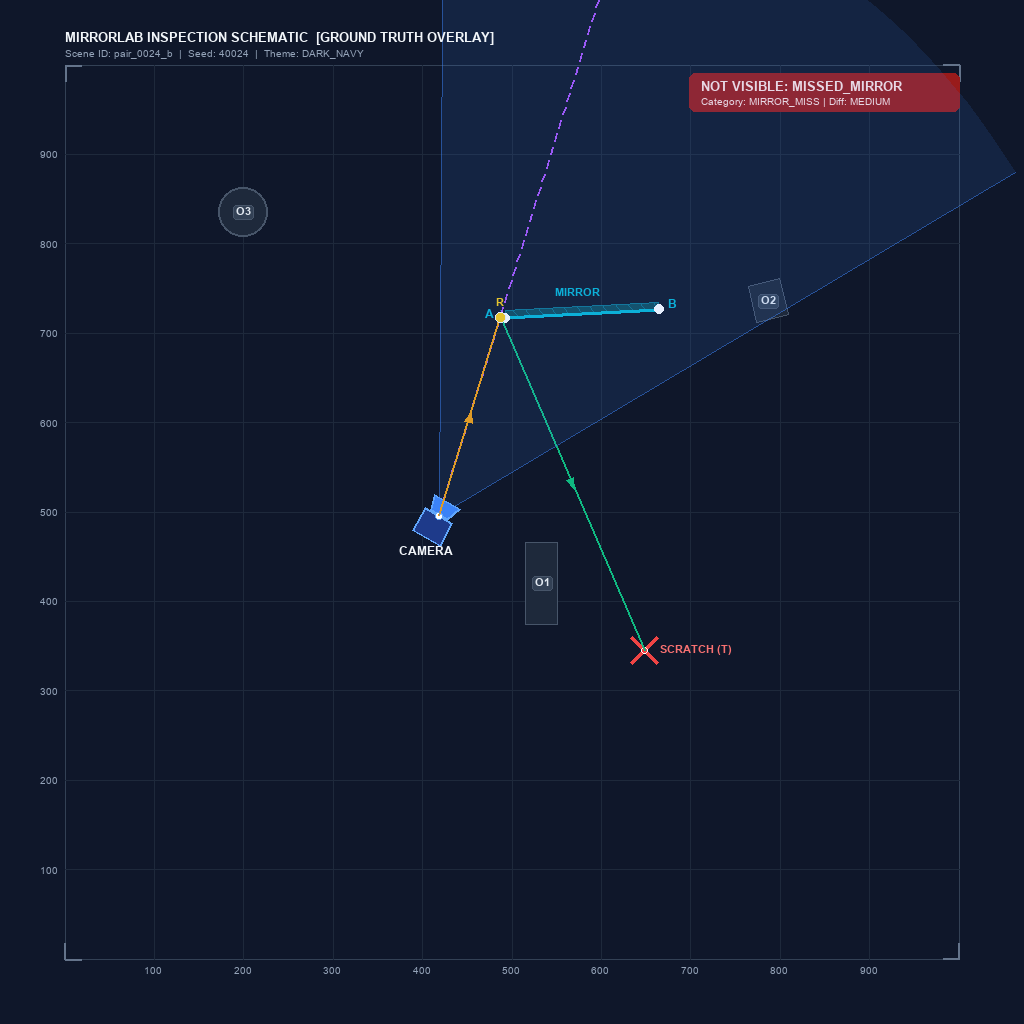 MIRRORLAB INSPECTION SCHEMATIC [GROUND TRUTH OVERLAY]
Scene ID: pair_0024_b | Seed: 40024 | Theme: DARK_NAVY
NOT VISIBLE: MISSED_MIRROR
Category: MIRROR_MISS | Diff: MEDIUM
900
O3
800
MIRROR
O2
R
A
B
700
600
500
CAMERA
O1
400
SCRATCH (T)
300
200
100
100 200 300 400 500 600 700 800 900